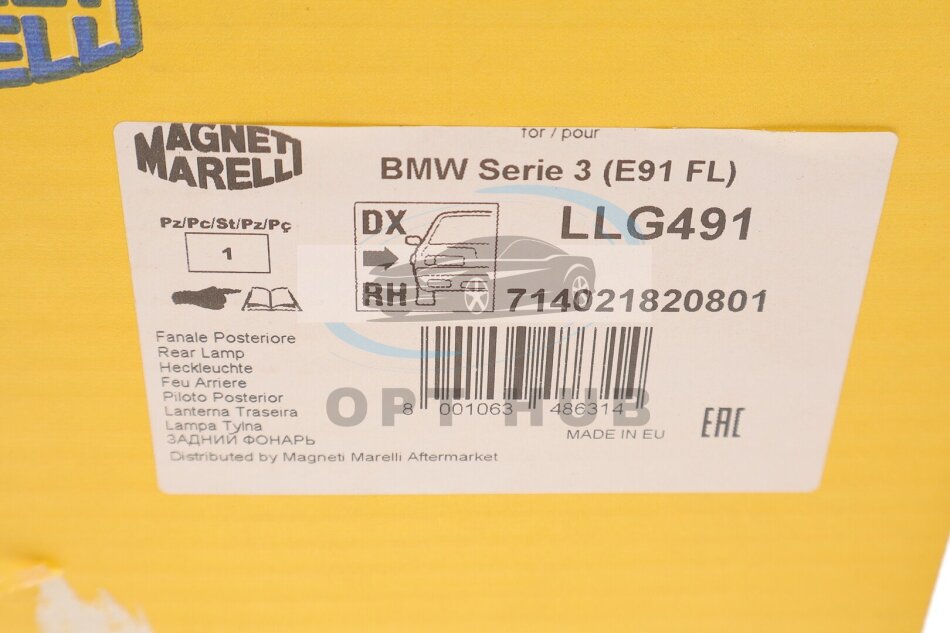 ELLI
MAGNETI
MARELLI
for / pour
BMW Serie 3 (E91 FL)
Pz/Pc/St/Pz/Pç
1
DX
RH
LLG491
714021820801
Fanale Posteriore
Rear Lamp
Heckleuchte
Feu Arriere
Piloto Posterior
Lanterna Traseira
Lampa Tylna
ЗАДНИЙ ФОНАРЬ
Distributed by Magneti Marelli Aftermarket
8 001063 486314
OPT HUB
MADE IN EU
EAC